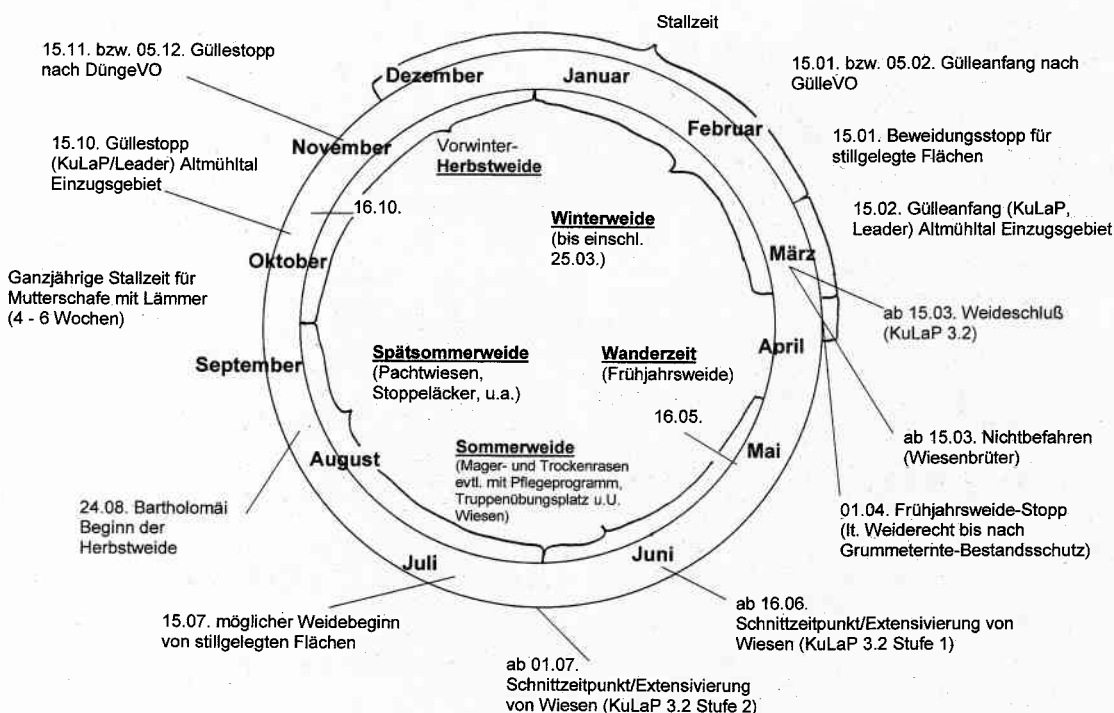 Stallzeit
15.11. bzw. 05.12. Güllestopp
nach DüngeVO
Dezember
Januar
15.01. bzw. 05.02. Gülleanfang nach
GülleVO
15.10. Güllestopp
(KuLaP/Leader) Altmühltal
Einzugsgebiet
November
Vorwinter-
Herbstweide
Februar
15.01. Beweidungsstopp für
stillgelegte Flächen
16.10.
Winterweide
(bis einschl.
25.03.)
15.02. Gülleanfang (KuLaP,
Leader) Altmühltal Einzugsgebiet
Oktober
März
Ganzjährige Stallzeit für
Mutterschafe mit Lämmer
(4 - 6 Wochen)
ab 15.03. Weideschluß
(KuLaP 3.2)
September
Spätsommerweide
(Pachtwiesen,
Stoppeläcker, u.a.)
Wanderzeit
(Frühjahrsweide)
April
16.05.
ab 15.03. Nichtbefahren
(Wiesenbrüter)
August
Sommerweide
(Mager- und Trockenrasen
evtl. mit Pflegeprogramm,
Truppenübungsplatz u.U.
Wiesen)
Mai
24.08. Bartholomäi
Beginn der
Herbstweide
01.04. Frühjahrsweide-Stopp
(lt. Weiderecht bis nach
Grummeternte-Bestandsschutz)
Juli
Juni
15.07. möglicher Weidebeginn
von stillgelegten Flächen
ab 16.06.
Schnittzeitpunkt/Extensivierung von
Wiesen (KuLaP 3.2 Stufe 1)
ab 01.07.
Schnittzeitpunkt/Extensivierung
von Wiesen (KuLaP 3.2 Stufe 2)